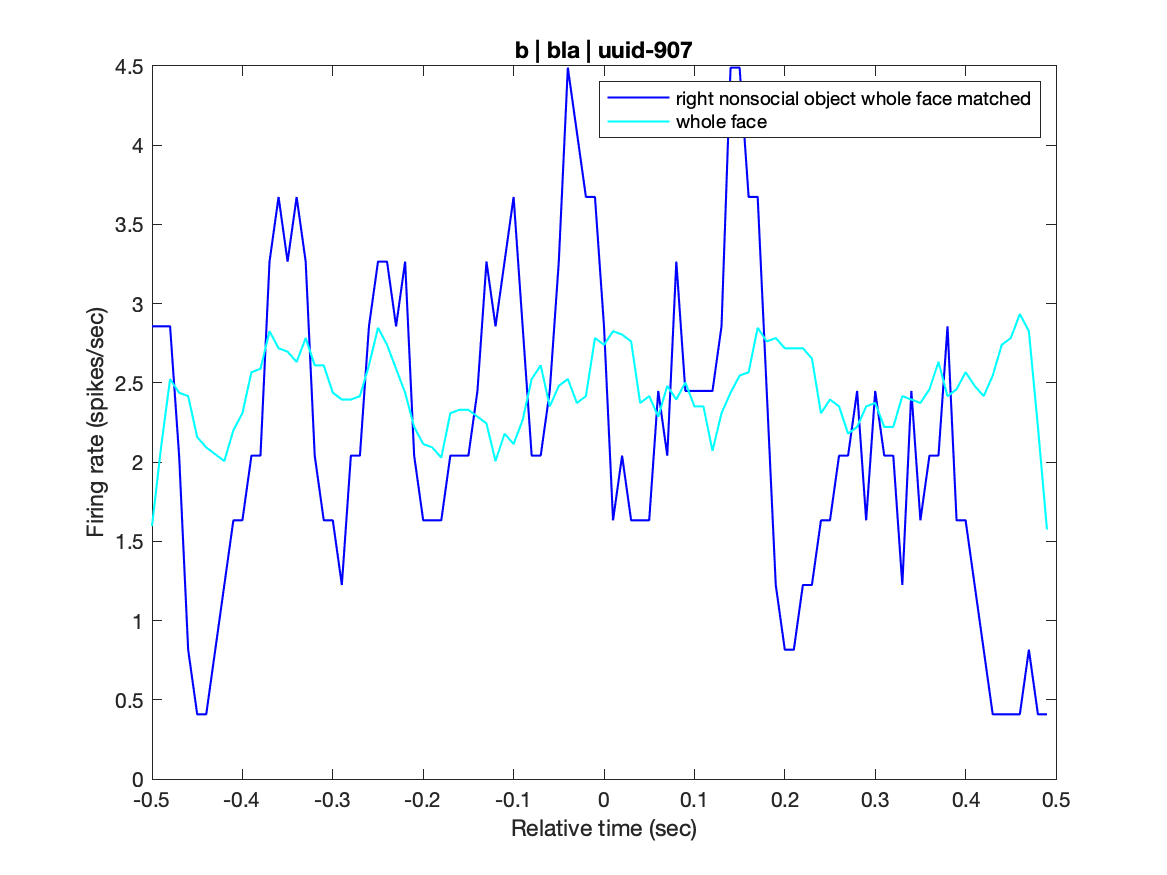 b | bla | uuid-907
right nonsocial object whole face matched
whole face
Firing rate (spikes/sec)
4.5
4
3.5
3
2.5
2
1.5
1
0.5
0
-0.5 -0.4 -0.3 -0.2 -0.1 0 0.1 0.2 0.3 0.4 0.5
Relative time (sec)